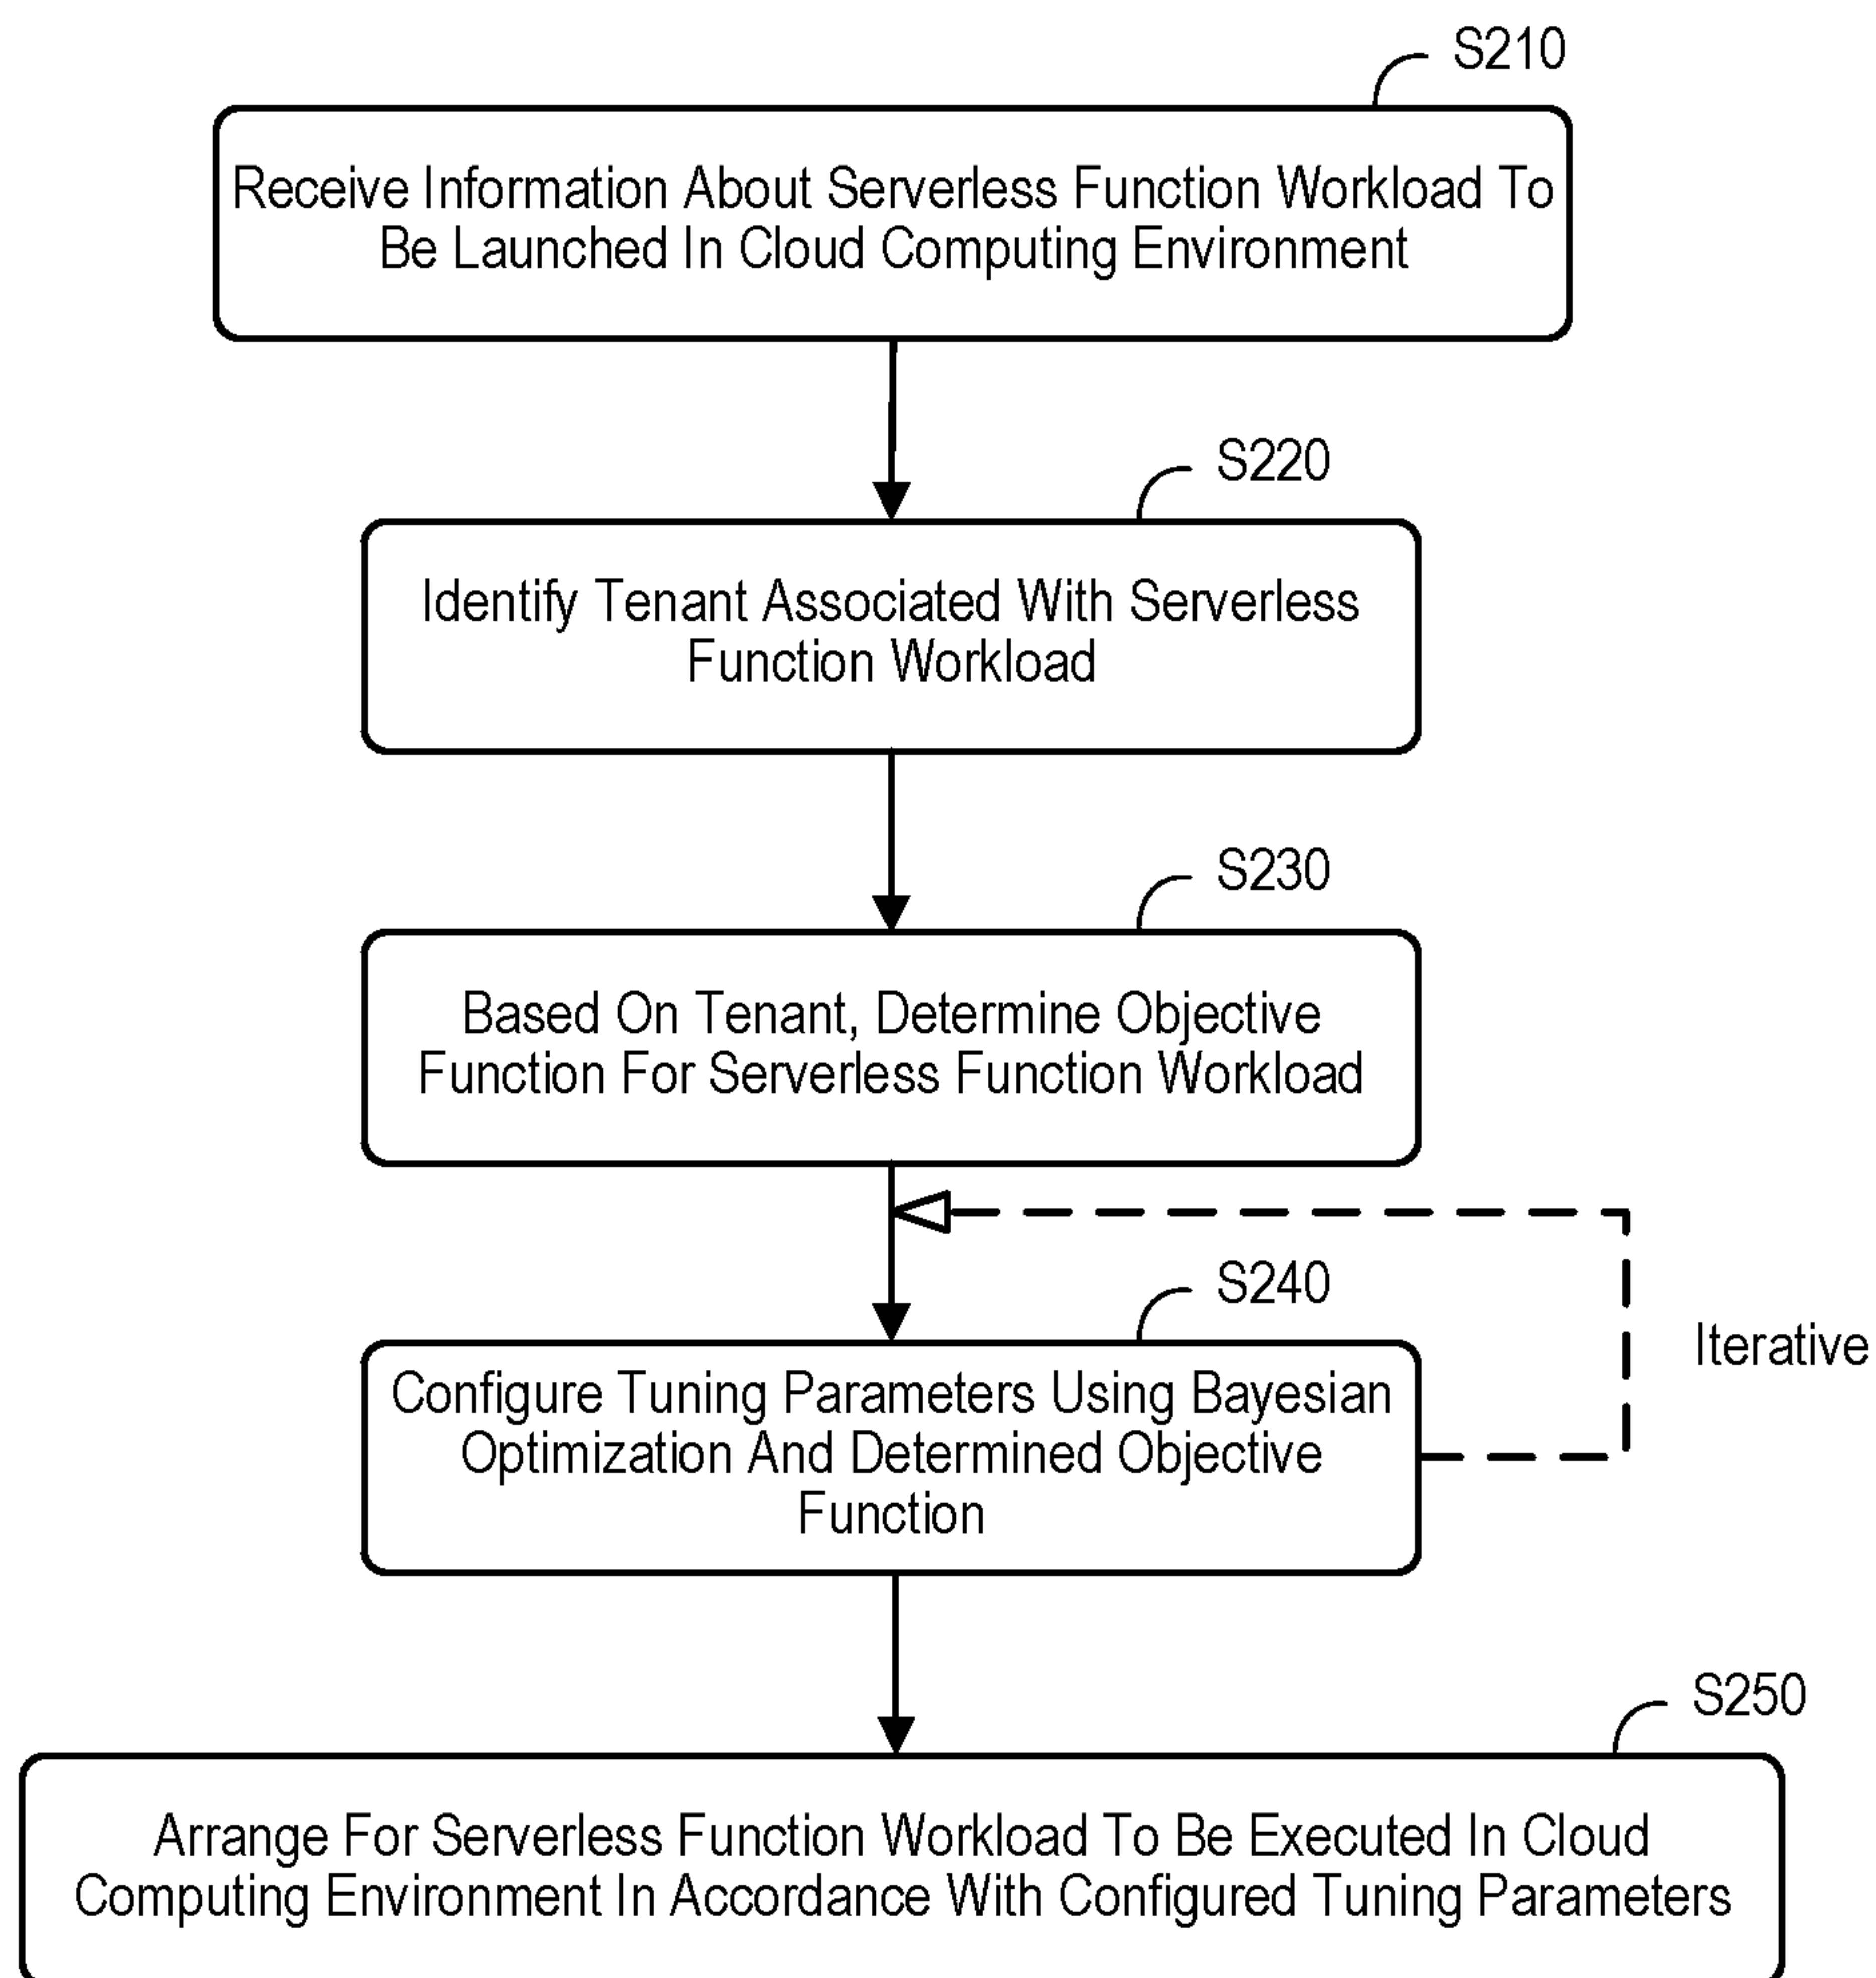 S210
Receive Information About Serverless Function Workload To
Be Launched In Cloud Computing Environment
S220
Identify Tenant Associated With Serverless
Function Workload
S230
Based On Tenant, Determine Objective
Function For Serverless Function Workload
S240
Iterative
Configure Tuning Parameters Using Bayesian
Optimization And Determined Objective
Function
S250
Arrange For Serverless Function Workload To Be Executed In Cloud
Computing Environment In Accordance With Configured Tuning Parameters